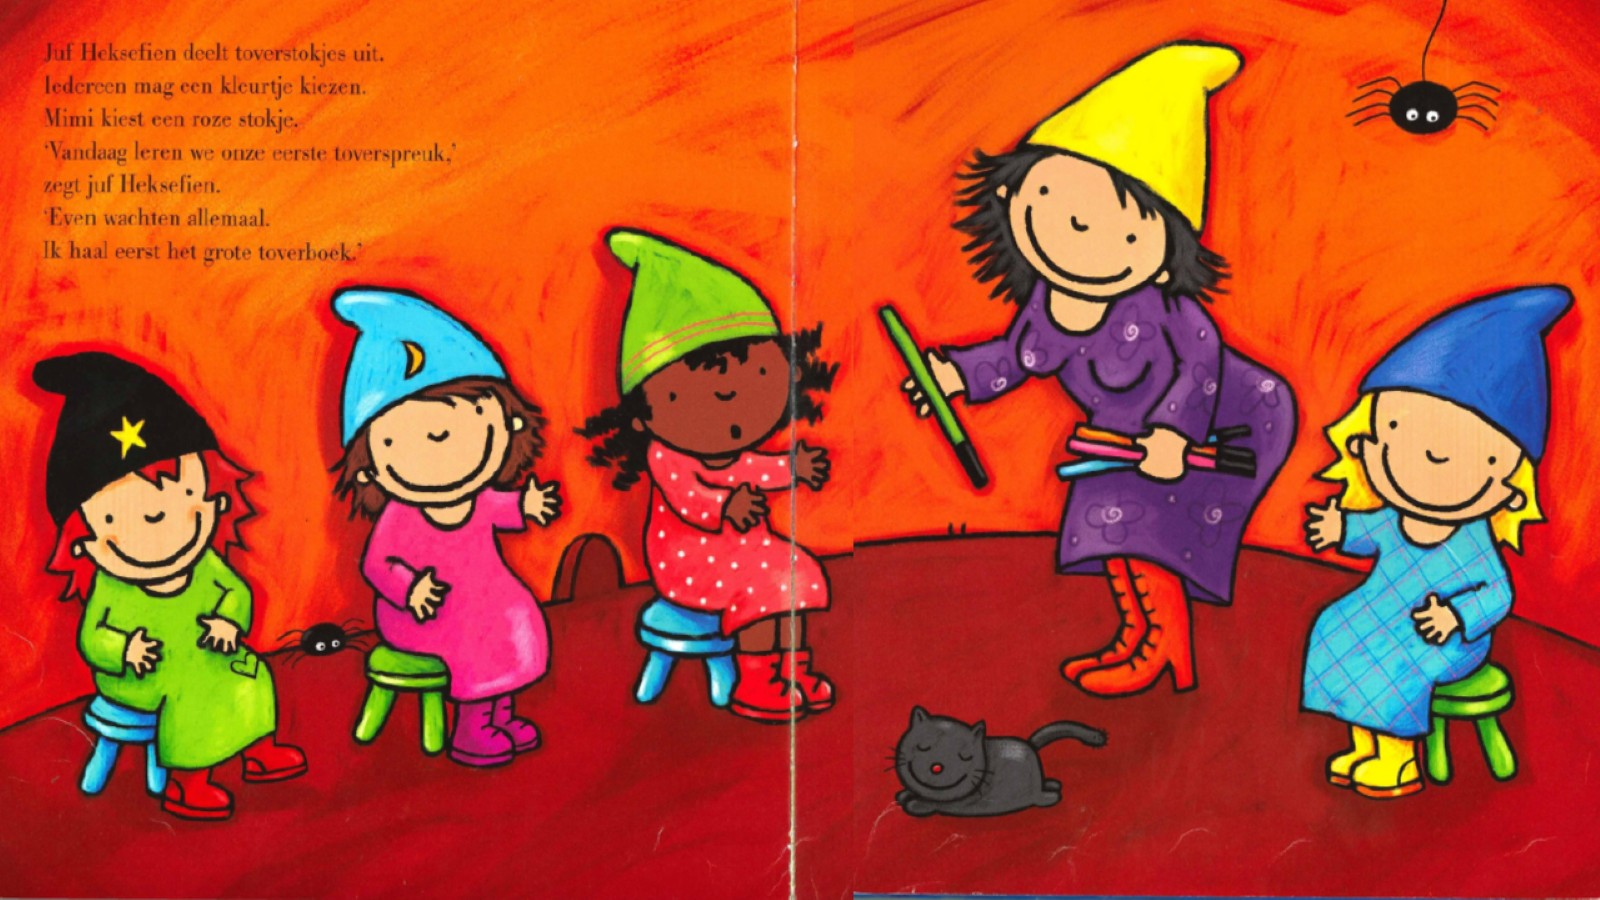 Juf Heksefien deelt toverstokjes uit.
Iedereen mag een kleurtje kiezen.
Mimi kiest een roze stokje.
‘Vandaag leren we onze eerste toverspreuk,’
zegt juf Heksefien.
‘Even wachten allemaal.
Ik haal eerst het grote toverboek.’